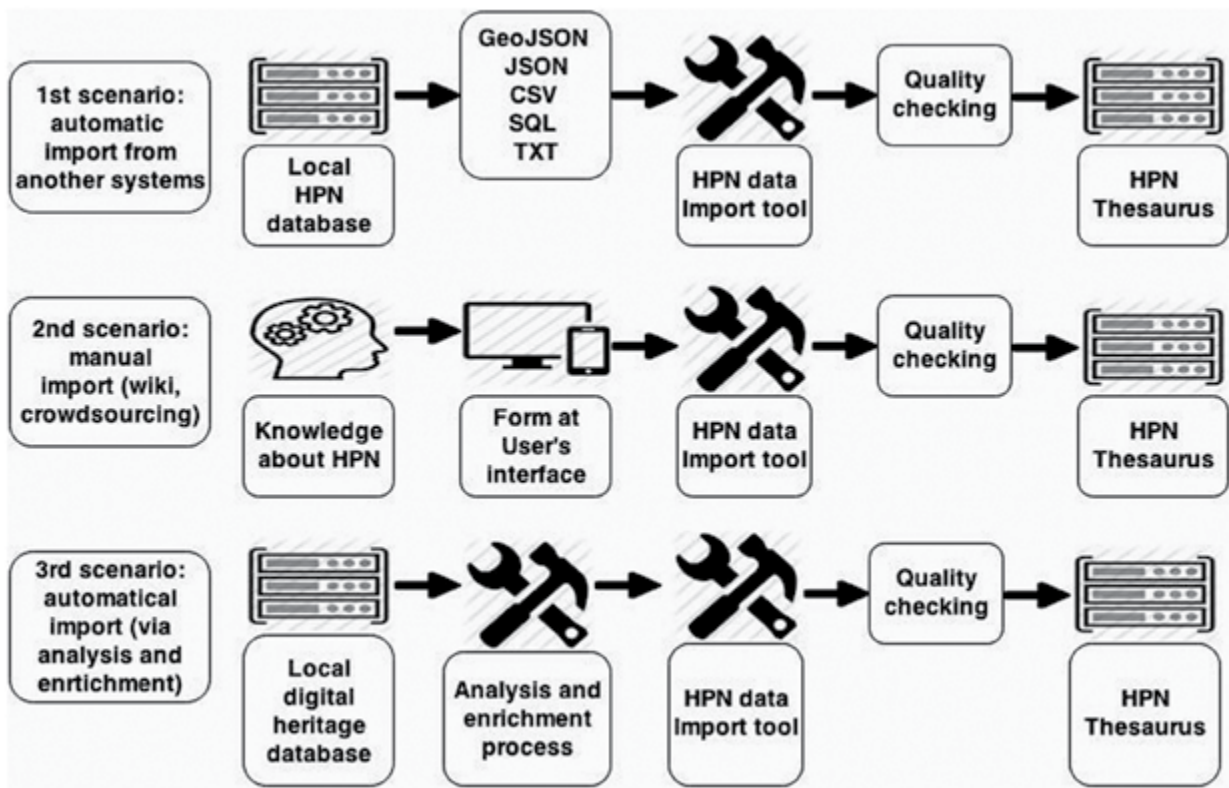 1st scenario:
automatic
import from
another systems
Local
HPN
database
GeoJSON
JSON
CSV
SQL
TXT
HPN data
Import tool
Quality
checking
HPN
Thesaurus
2nd scenario:
manual
import (wiki,
crowdsourcing)
Knowledge
about HPN
Form at
User's
interface
HPN data
Import tool
Quality
checking
HPN
Thesaurus
3rd scenario:
automatical
import (via
analysis and
enrtichment)
Local
digital
heritage
database
Analysis and
enrichment
process
HPN data
Import tool
Quality
checking
HPN
Thesaurus